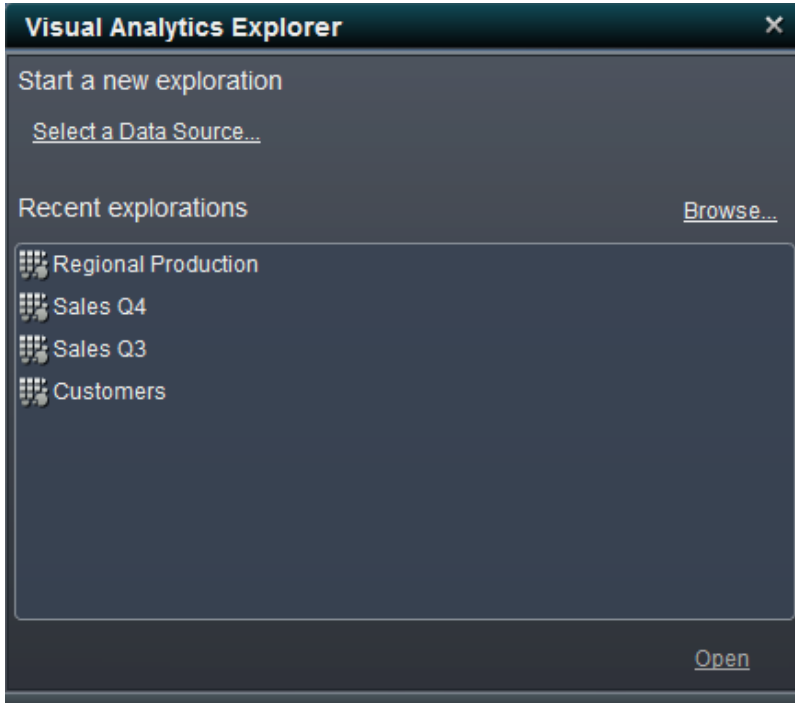 Visual Analytics Explorer
Start a new exploration
Select a Data Source...
Recent explorations Browse...
Regional Production
Sales Q4
Sales Q3
Customers
Open